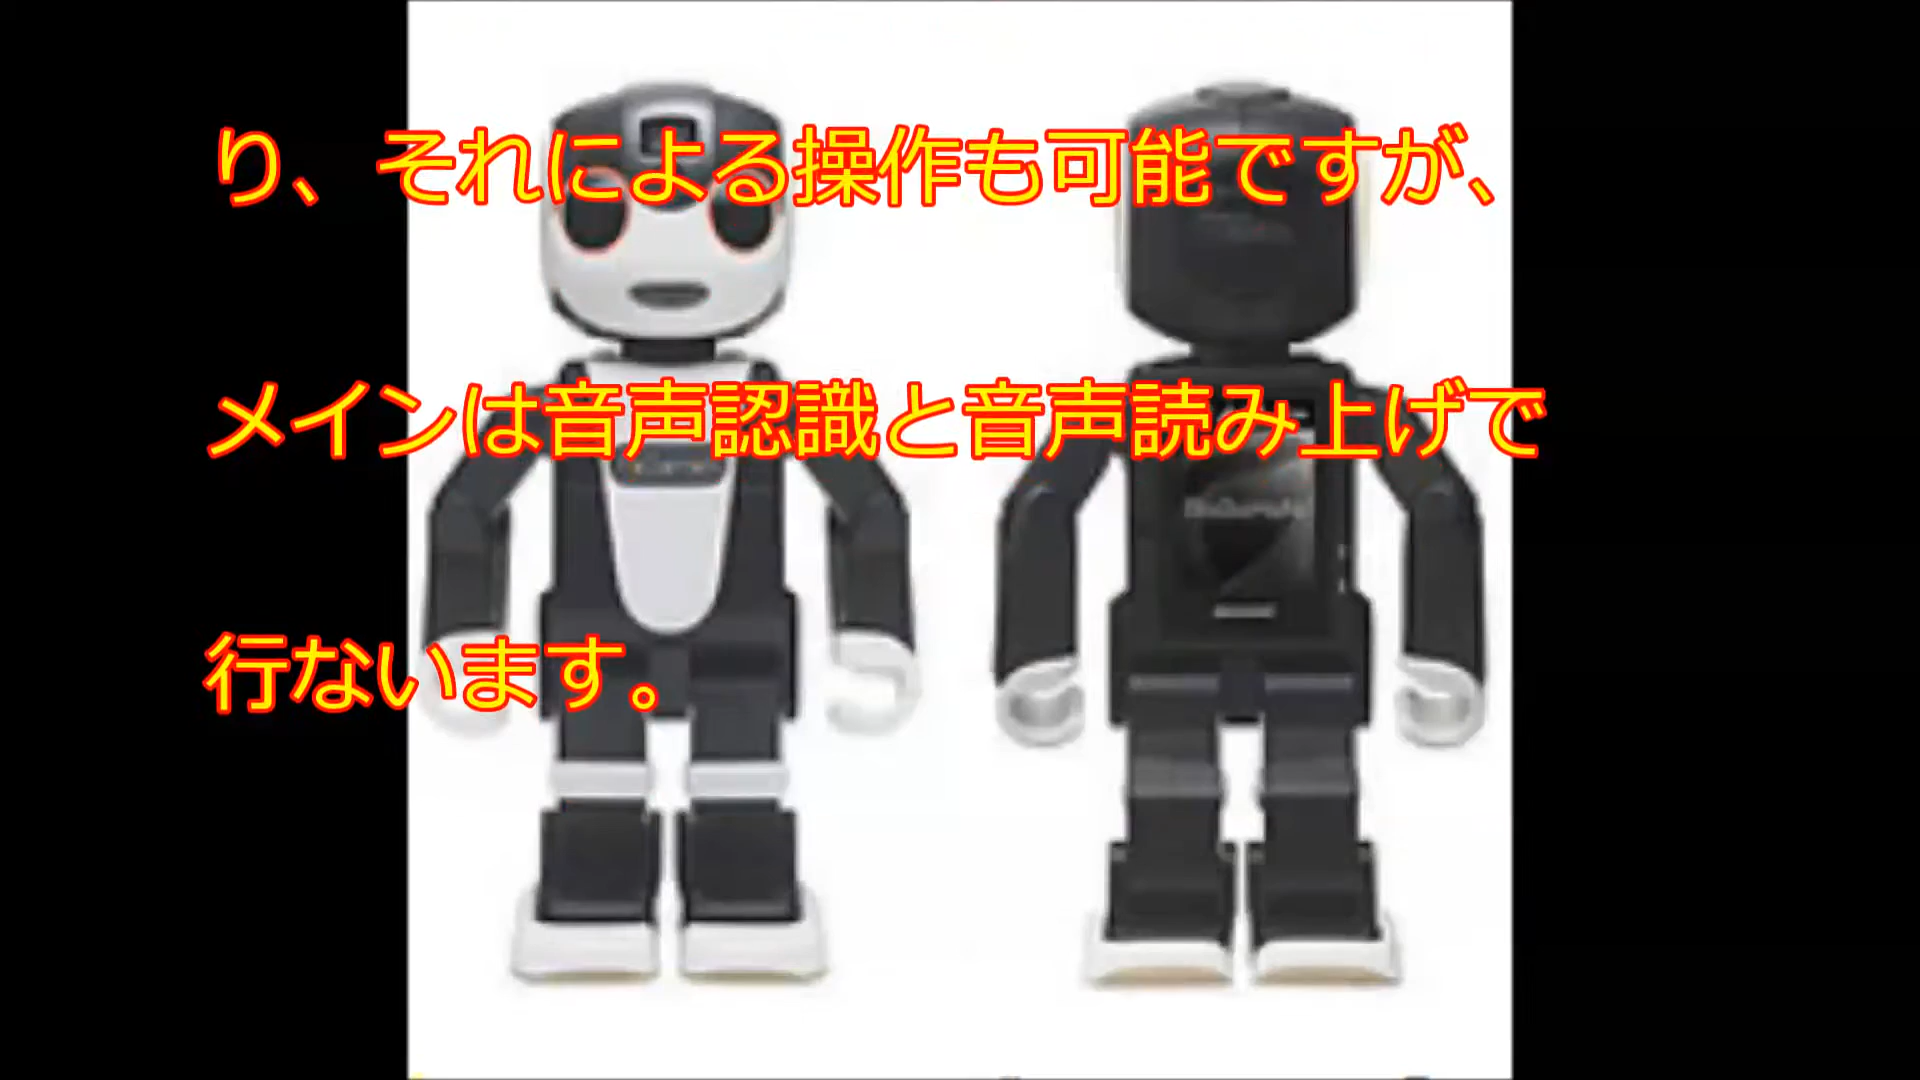 り、それによる操作も可能ですが、
メインは音声認識と音声読み上げで
行ないます。